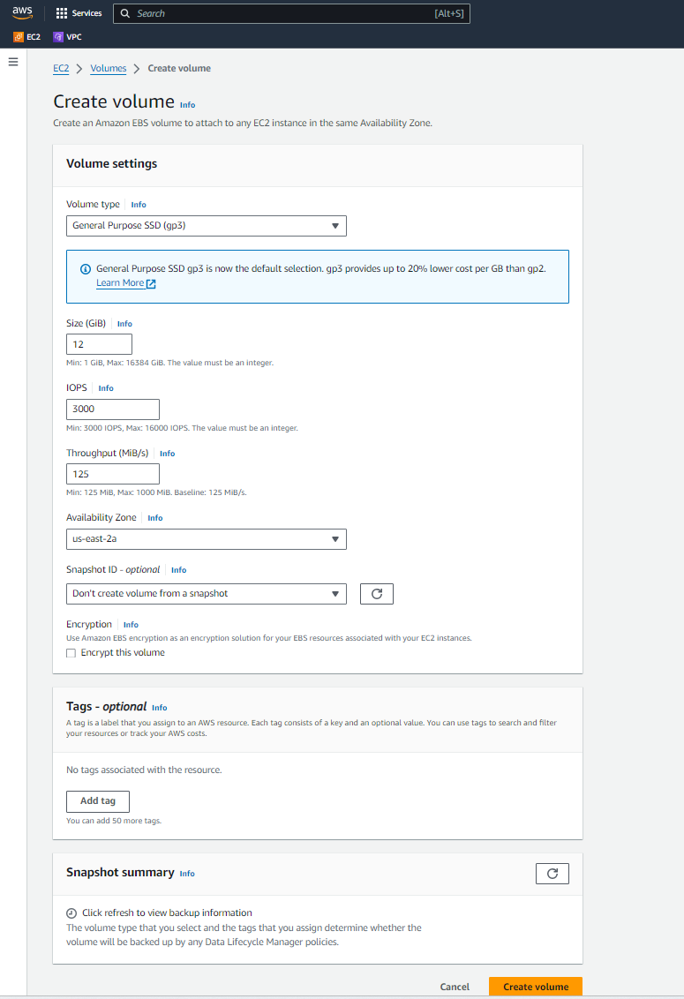 aws
Services
Search
[Alt+S]
EC2
VPC
EC2 > Volumes > Create volume
Create volume Info
Create an Amazon EBS volume to attach to any EC2 instance in the same Availability Zone.
Volume settings
Volume type Info
General Purpose SSD (gp3)
General Purpose SSD gp3 is now the default selection. gp3 provides up to 20% lower cost per GB than gp2.
Learn More
Size (GiB) Info
12
Min: 1 GiB, Max: 16384 GiB. The value must be an integer.
IOPS Info
3000
Min: 3000 IOPS, Max: 16000 IOPS. The value must be an integer.
Throughput (MiB/s) Info
125
Min: 125 MiB, Max: 1000 MiB. Baseline: 125 MiB/s.
Availability Zone Info
us-east-2a
Snapshot ID - optional Info
Don't create volume from a snapshot
Encryption Info
Use Amazon EBS encryption as an encryption solution for your EBS resources associated with your EC2 instances.
Encrypt this volume
Tags - optional Info
A tag is a label that you assign to an AWS resource. Each tag consists of a key and an optional value. You can use tags to search and filter
your resources or track your AWS costs.
No tags associated with the resource.
Add tag
You can add 50 more tags.
Snapshot summary Info
Click refresh to view backup information
The volume type that you select and the tags that you assign determine whether the
volume will be backed up by any Data Lifecycle Manager policies.
Cancel
Create volume